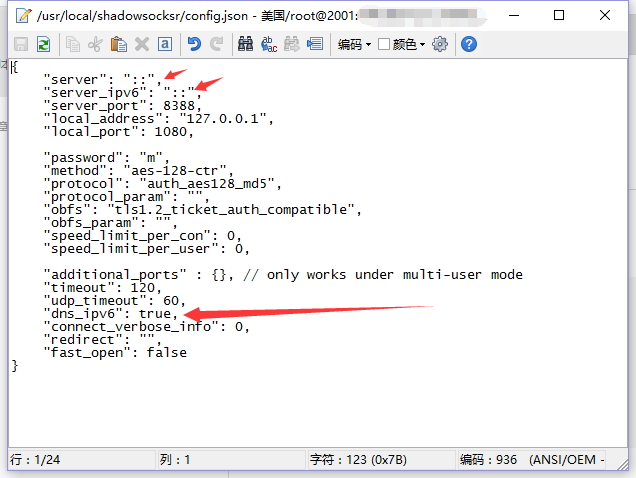 /usr/local/shadowsocksr/config.json - 美国/root@2001:
编码
颜色
{
"server": "::",
"server_ipv6": "::",
"server_port": 8388,
"local_address": "127.0.0.1",
"local_port": 1080,
"password": "m",
"method": "aes-128-ctr",
"protocol": "auth_aes128_md5",
"protocol_param": "",
"obfs": "tls1.2_ticket_auth_compatible",
"obfs_param": "",
"speed_limit_per_con": 0,
"speed_limit_per_user": 0,
"additional_ports" : {}, // only works under multi-user mode
"timeout": 120,
"udp_timeout": 60,
"dns_ipv6": true,
"connect_verbose_info": 0,
"redirect": "",
"fast_open": false
}
行：1/24 列：1 字符：123 (0x7B) 编码：936 (ANSI/OEM -